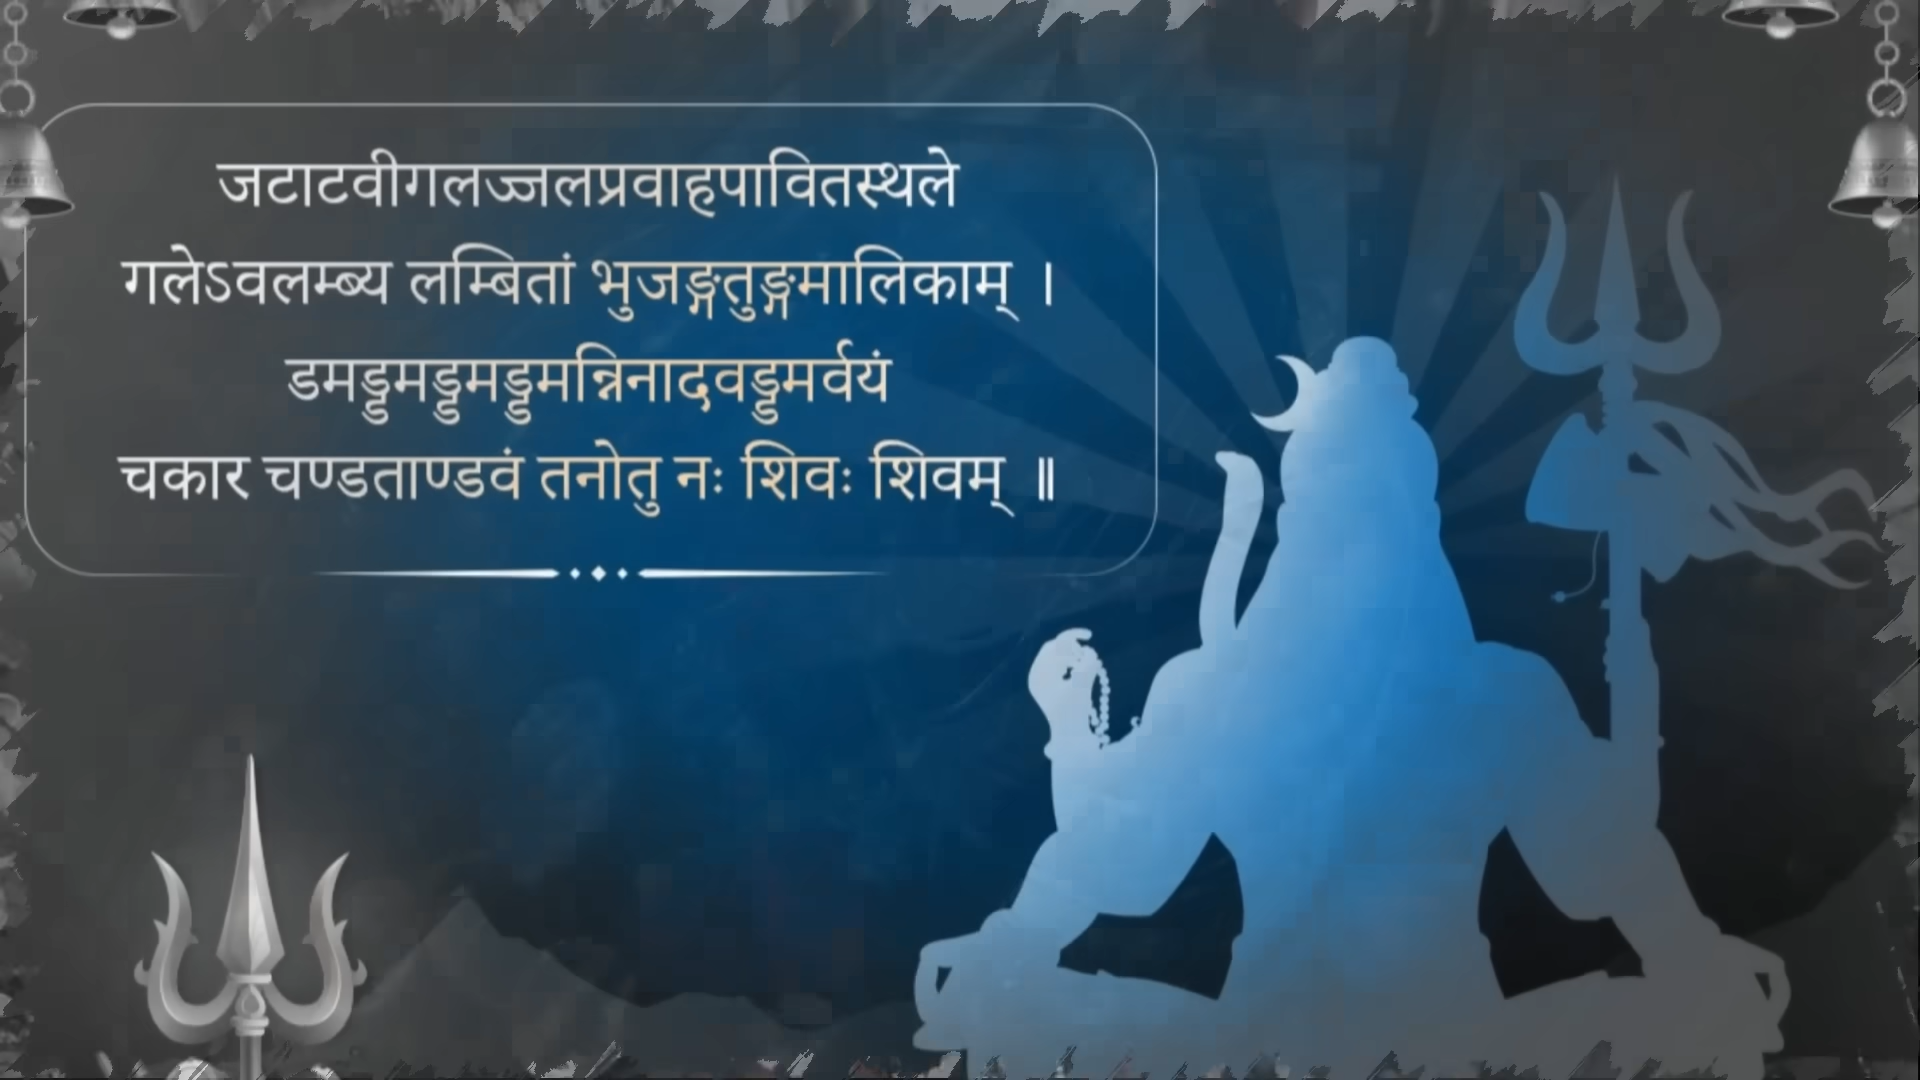 जटाटवीगलज्जलप्रवाहपावितस्थले
गलेऽवलम्ब्य लम्बितां भुजङ्गतुङ्गमालिकाम् ।
डमड्डमड्डमड्डमन्निनादवड्डमर्वयं
चकार चण्डताण्डवं तनोतु नः शिवः शिवम् ॥